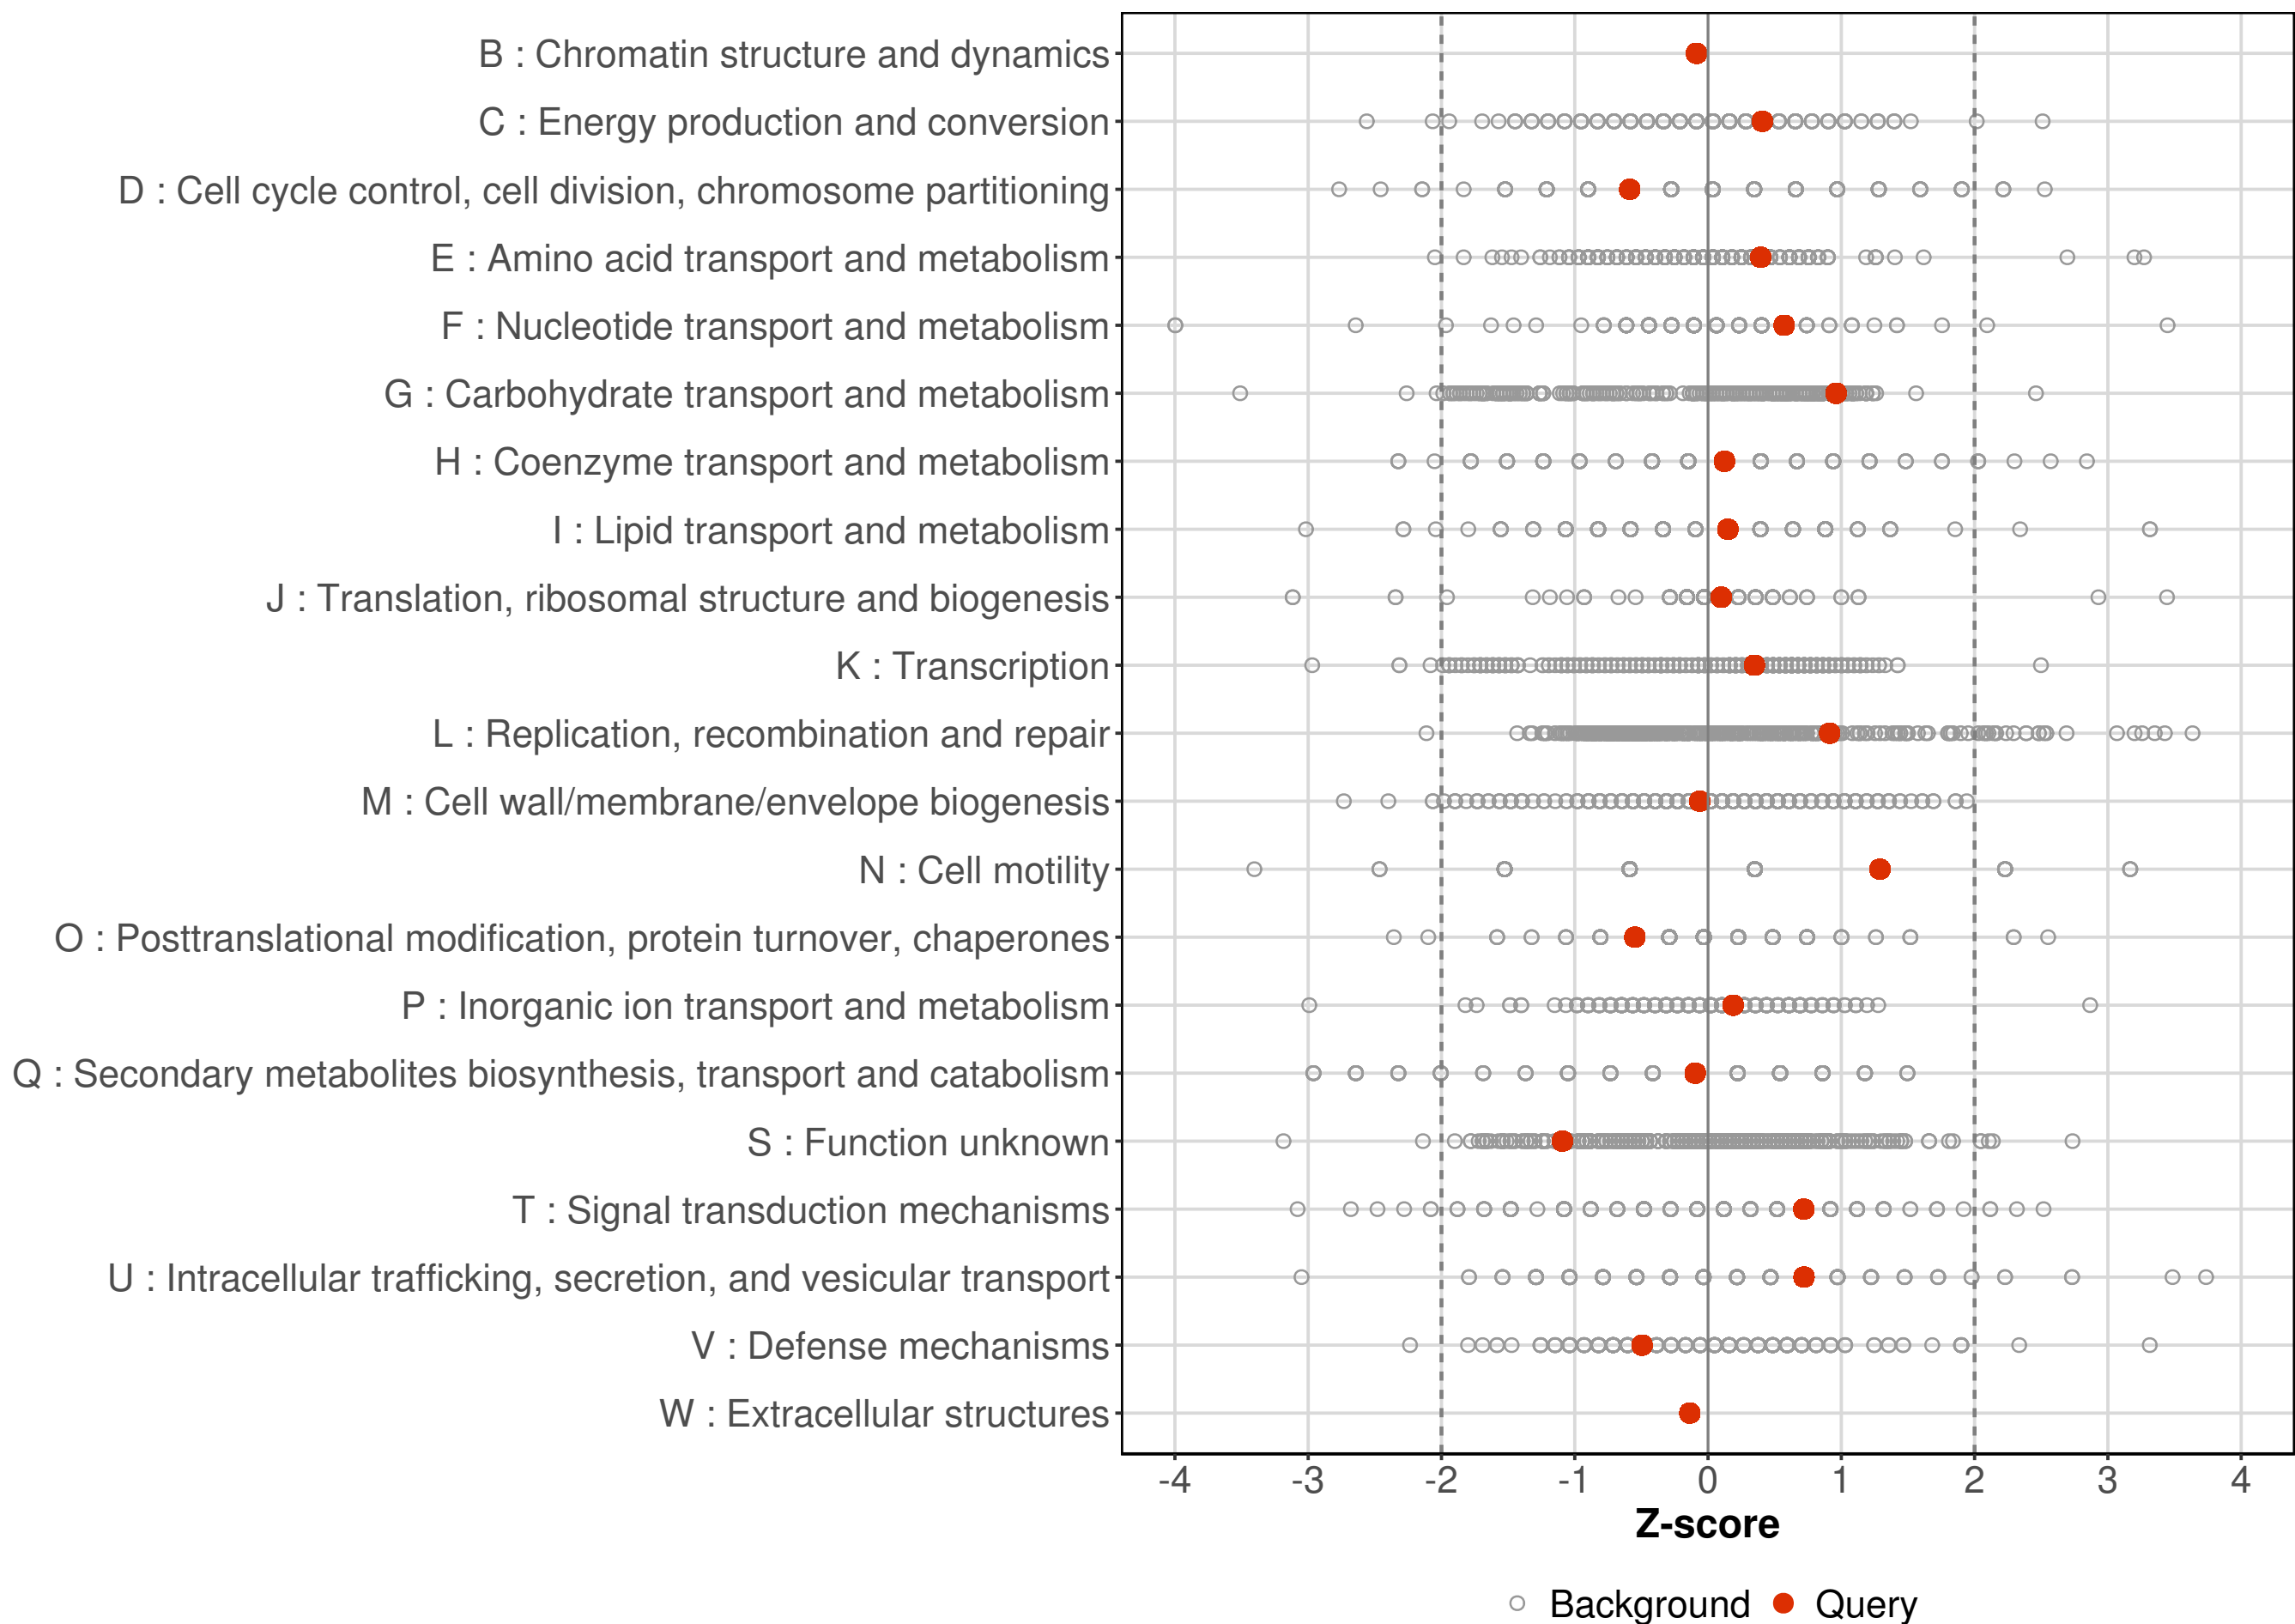 B : Chromatin structure and dynamics
C : Energy production and conversion
D : Cell cycle control, cell division, chromosome partitioning
E : Amino acid transport and metabolism
F : Nucleotide transport and metabolism
G : Carbohydrate transport and metabolism
H : Coenzyme transport and metabolism
I : Lipid transport and metabolism
J : Translation, ribosomal structure and biogenesis
K : Transcription
L : Replication, recombination and repair
M : Cell wall/membrane/envelope biogenesis
N : Cell motility
O : Posttranslational modification, protein turnover, chaperones
P : Inorganic ion transport and metabolism
Q : Secondary metabolites biosynthesis, transport and catabolism
S : Function unknown
T : Signal transduction mechanisms
U : Intracellular trafficking, secretion, and vesicular transport
V : Defense mechanisms
W : Extracellular structures
-4 -3 -2 -1 0 1 2 3 4
Z-score
Background Query